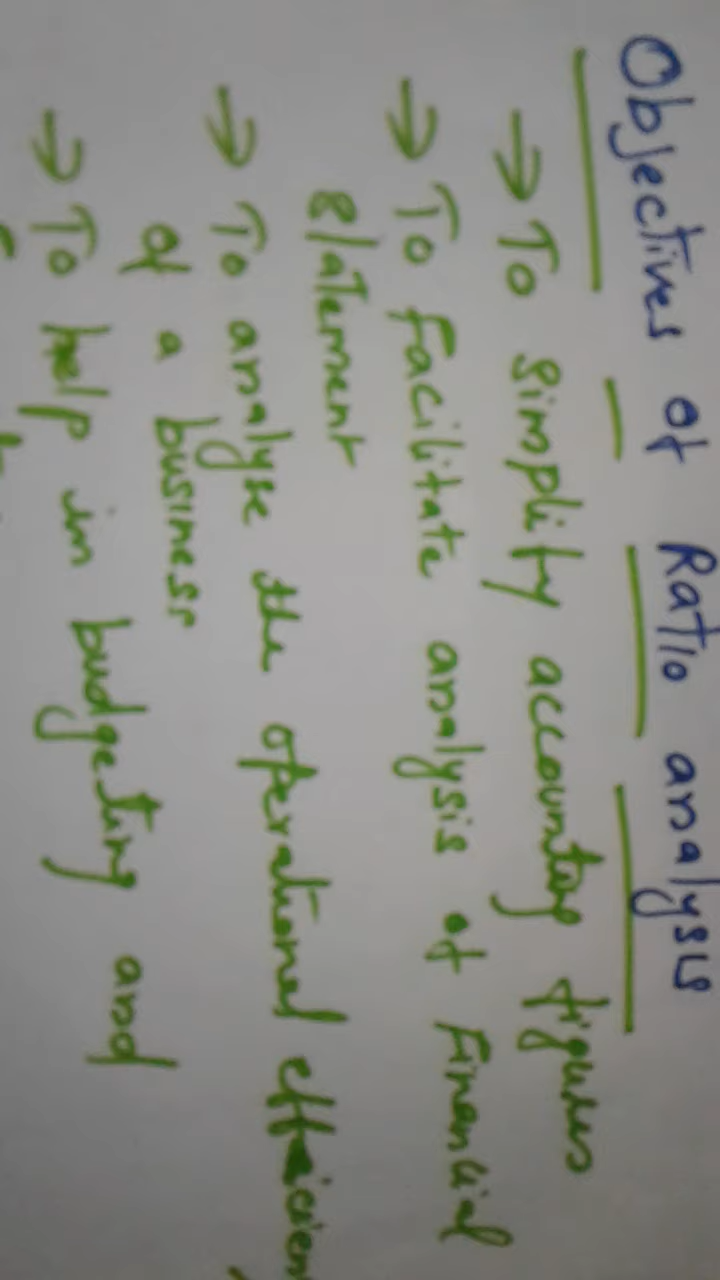 Objectives of Ratio analysis
→ To simplify accounting figures
→ To facilitate analysis of Financial
statement
→ To analyse the operational efficien
of a business
→ To help in budgeting and